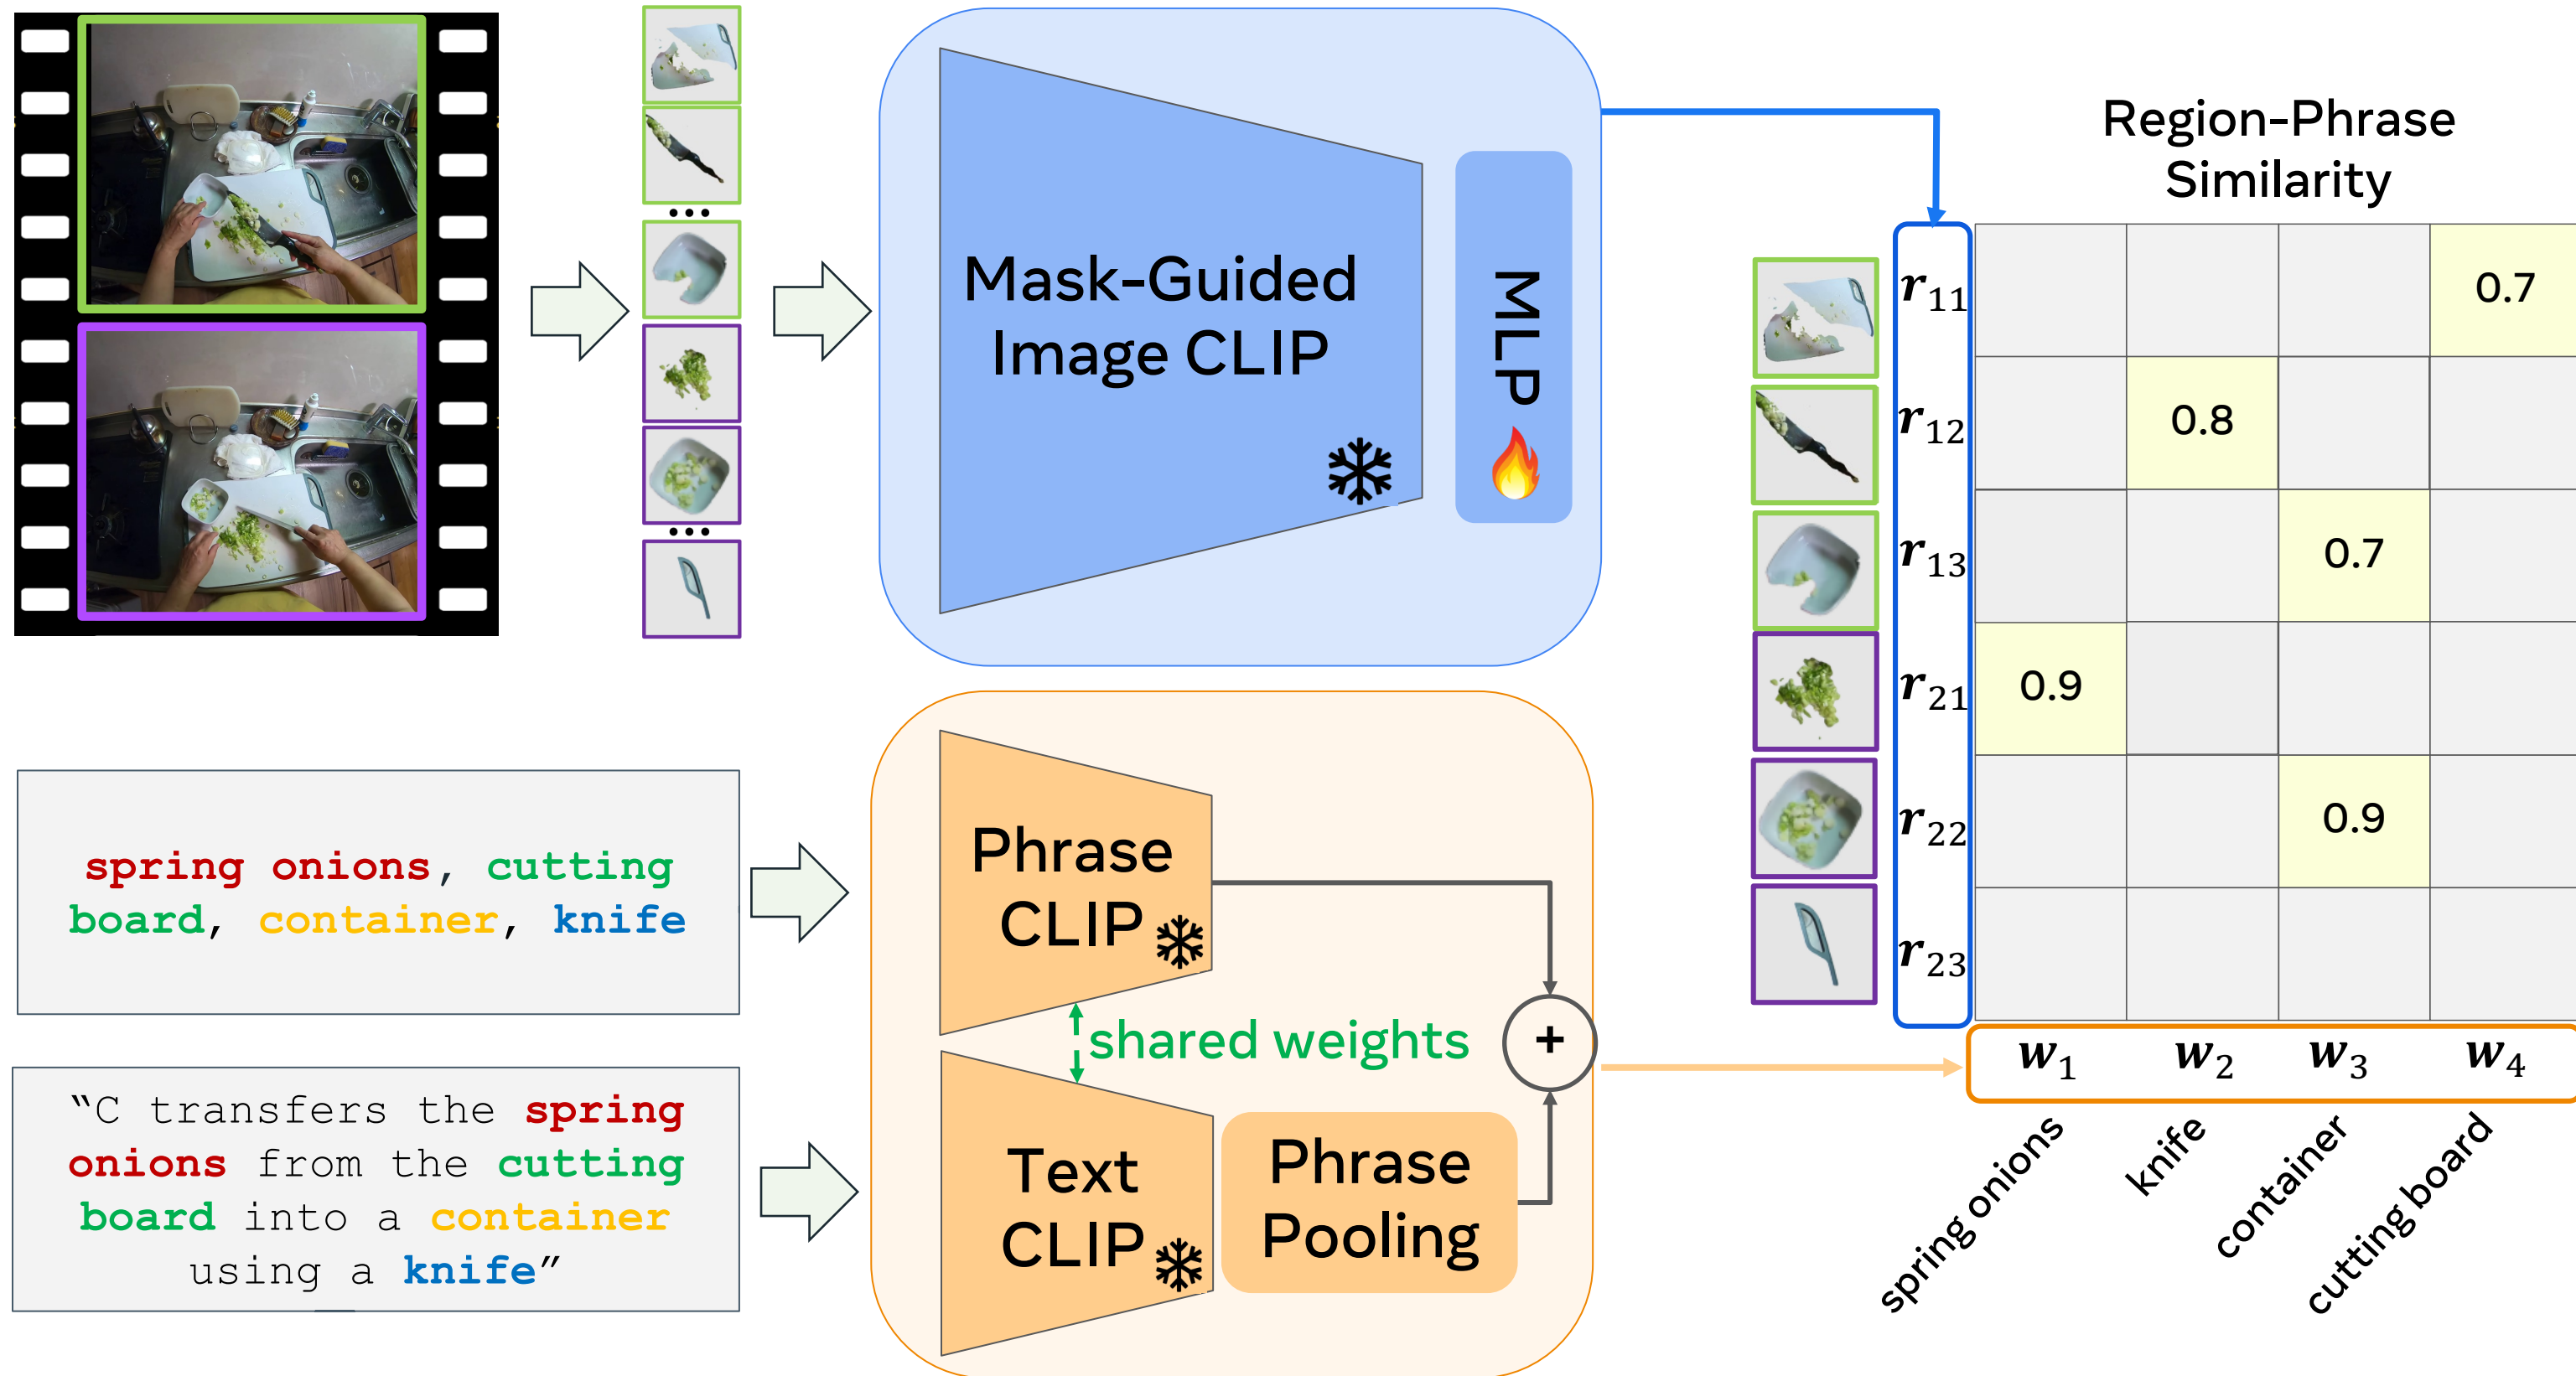 Mask-Guided
Image CLIP
MLP
Region-Phrase
Similarity
r11
0.7
r12
0.8
r13
0.7
r21
0.9
r22
0.9
r23
w1 w2 w3 w4
spring onions
knife
container
cutting board
spring onions, cutting
board, container, knife
Phrase
CLIP
shared weights
+
“C transfers the spring
onions from the cutting
board into a container
using a knife”
Text
CLIP
Phrase
Pooling